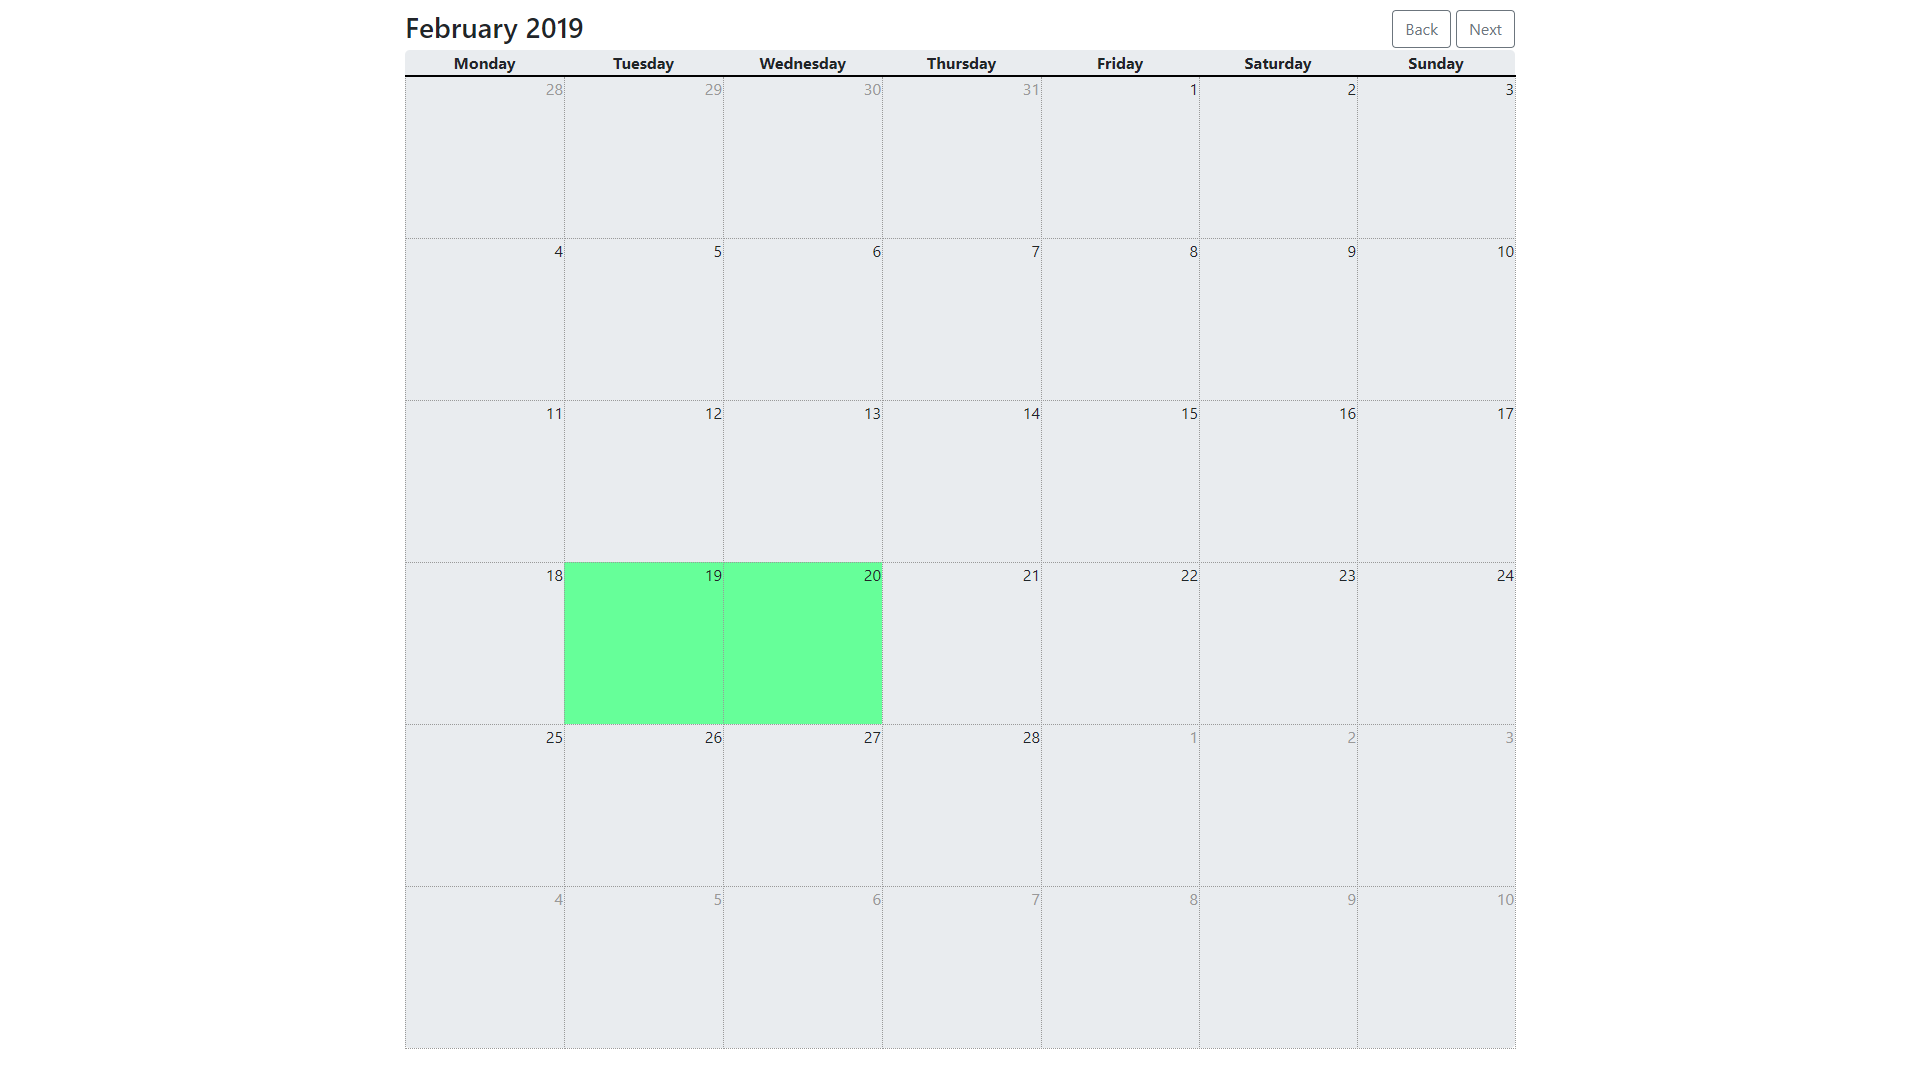 February 2019 Back Next
Monday Tuesday Wednesday Thursday Friday Saturday Sunday
28 29 30 31 1 2 3
4 5 6 7 8 9 10
11 12 13 14 15 16 17
18 19 20 21 22 23 24
25 26 27 28 1 2 3
4 5 6 7 8 9 10